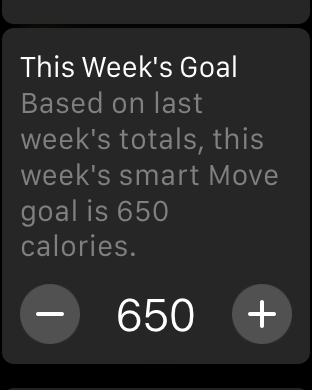 This Week's Goal
Based on last
week's totals, this
week's smart Move
goal is 650
calories.
− 650 +